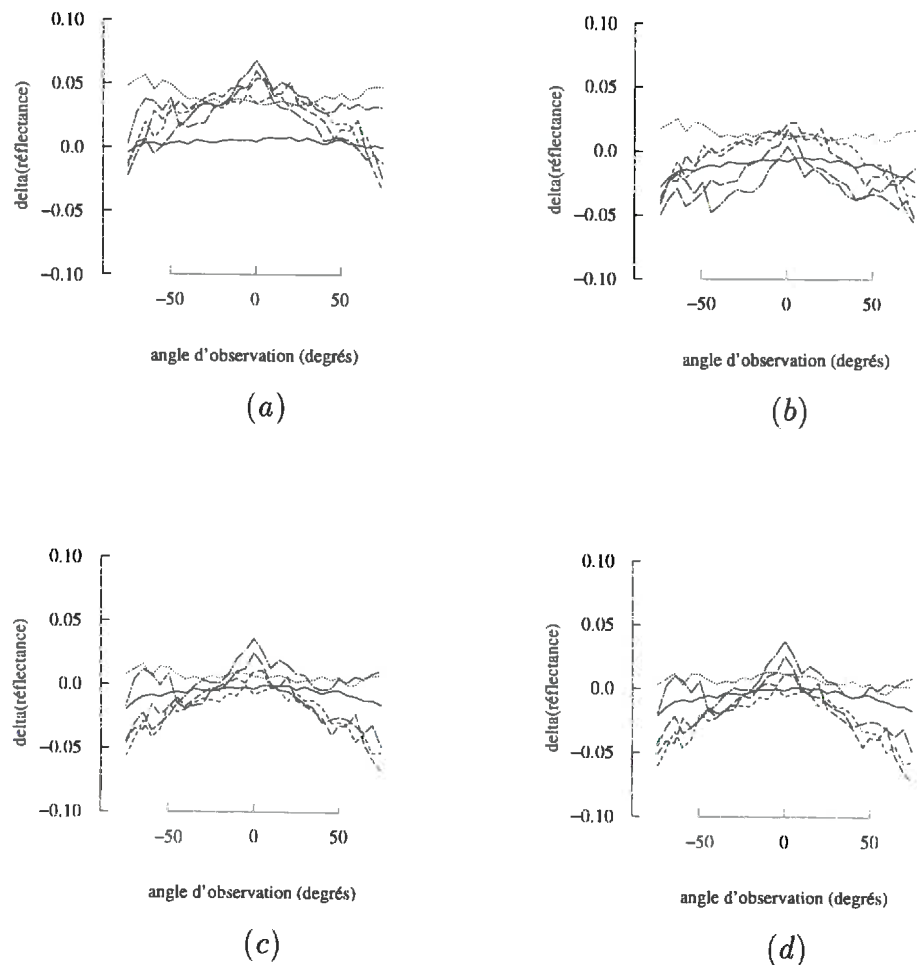 0.10
0.05
0.0
−0.05
−0.10
delta(réflectance)
−50 0 50
angle d'observation (degrés)
(a)
0.10
0.05
0.0
−0.05
−0.10
delta(réflectance)
−50 0 50
angle d'observation (degrés)
(b)
0.10
0.05
0.0
−0.05
−0.10
delta(réflectance)
−50 0 50
angle d'observation (degrés)
(c)
0.10
0.05
0.0
−0.05
−0.10
delta(réflectance)
−50 0 50
angle d'observation (degrés)
(d)